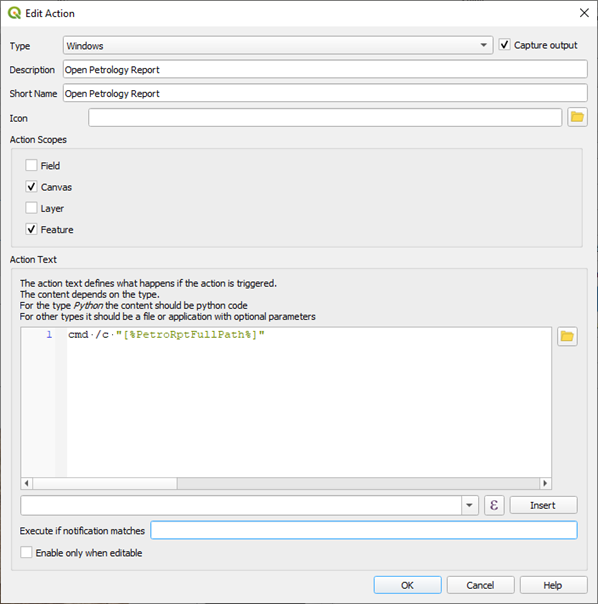 Edit Action
Type Windows Capture output
Description Open Petrology Report
Short Name Open Petrology Report
Icon
Action Scopes
Field
Canvas
Layer
Feature
Action Text
The action text defines what happens if the action is triggered.
The content depends on the type.
For the type Python the content should be python code
For other types it should be a file or application with optional parameters
1 cmd·/c·"[%PetroRptFullPath%]"
ε Insert
Execute if notification matches
Enable only when editable
OK Cancel Help